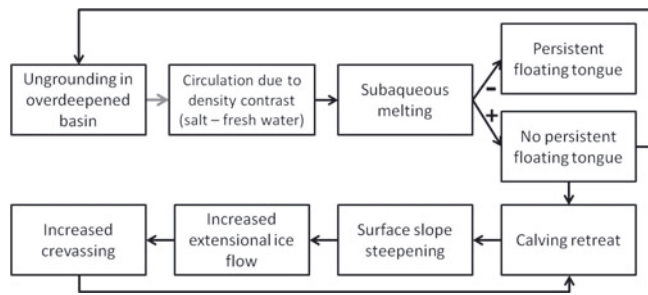 Ungrounding in
overdeepened
basin
Circulation due to
density contrast
(salt – fresh water)
Subaqueous
melting
–
+
Persistent
floating tongue
No persistent
floating tongue
Increased
crevassing
Increased
extensional ice
flow
Surface slope
steepening
Calving retreat